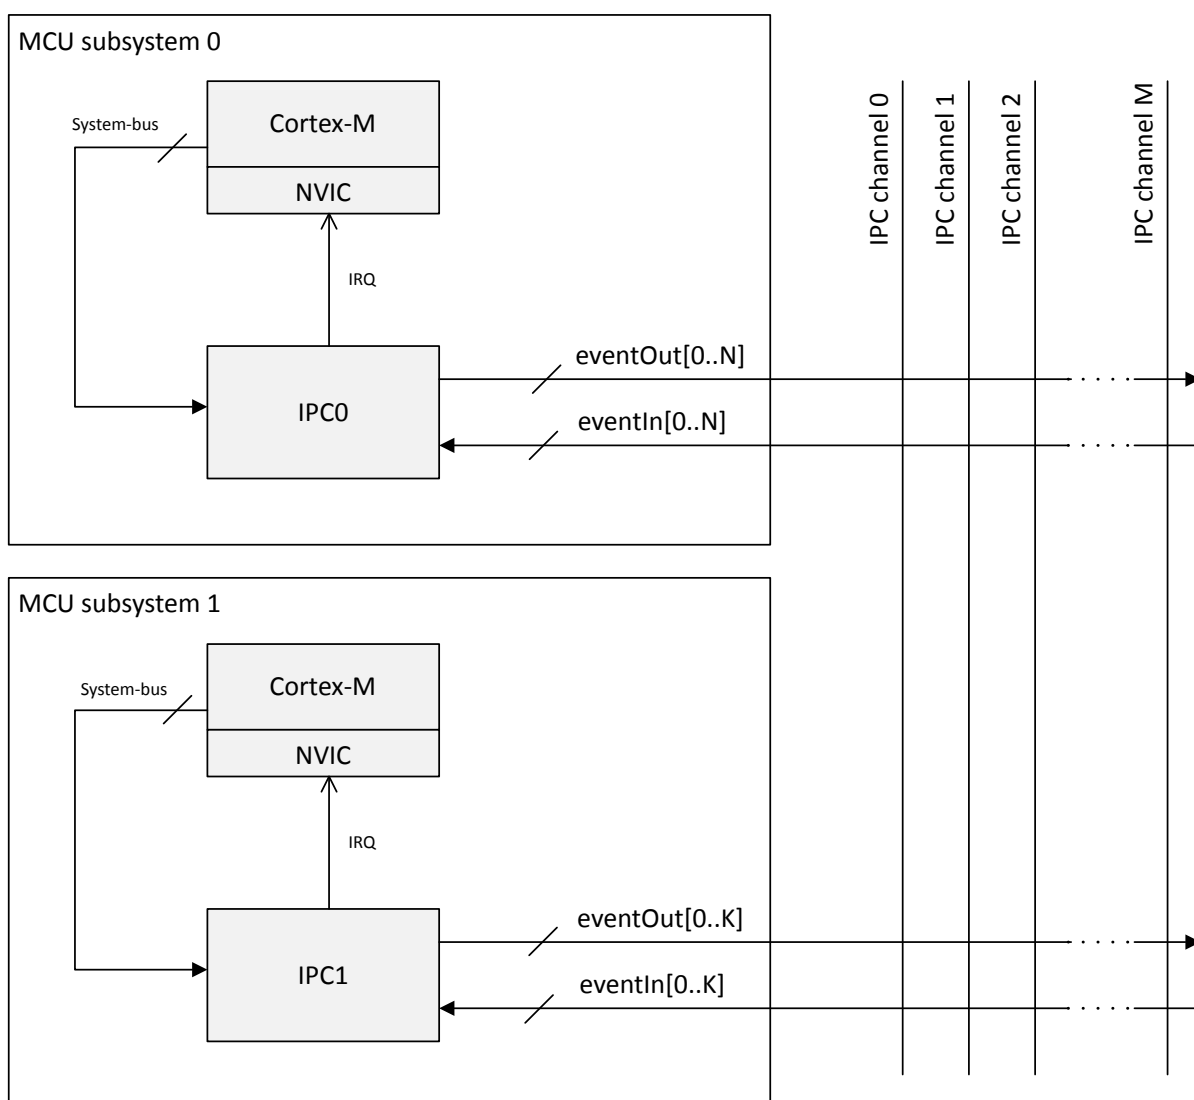 MCU subsystem 0
Cortex-M
System-bus
NVIC
IRQ
IPC0
eventOut[0..N]
eventIn[0..N]
IPC channel 0
IPC channel 1
IPC channel 2
IPC channel M
MCU subsystem 1
Cortex-M
System-bus
NVIC
IRQ
IPC1
eventOut[0..K]
eventIn[0..K]